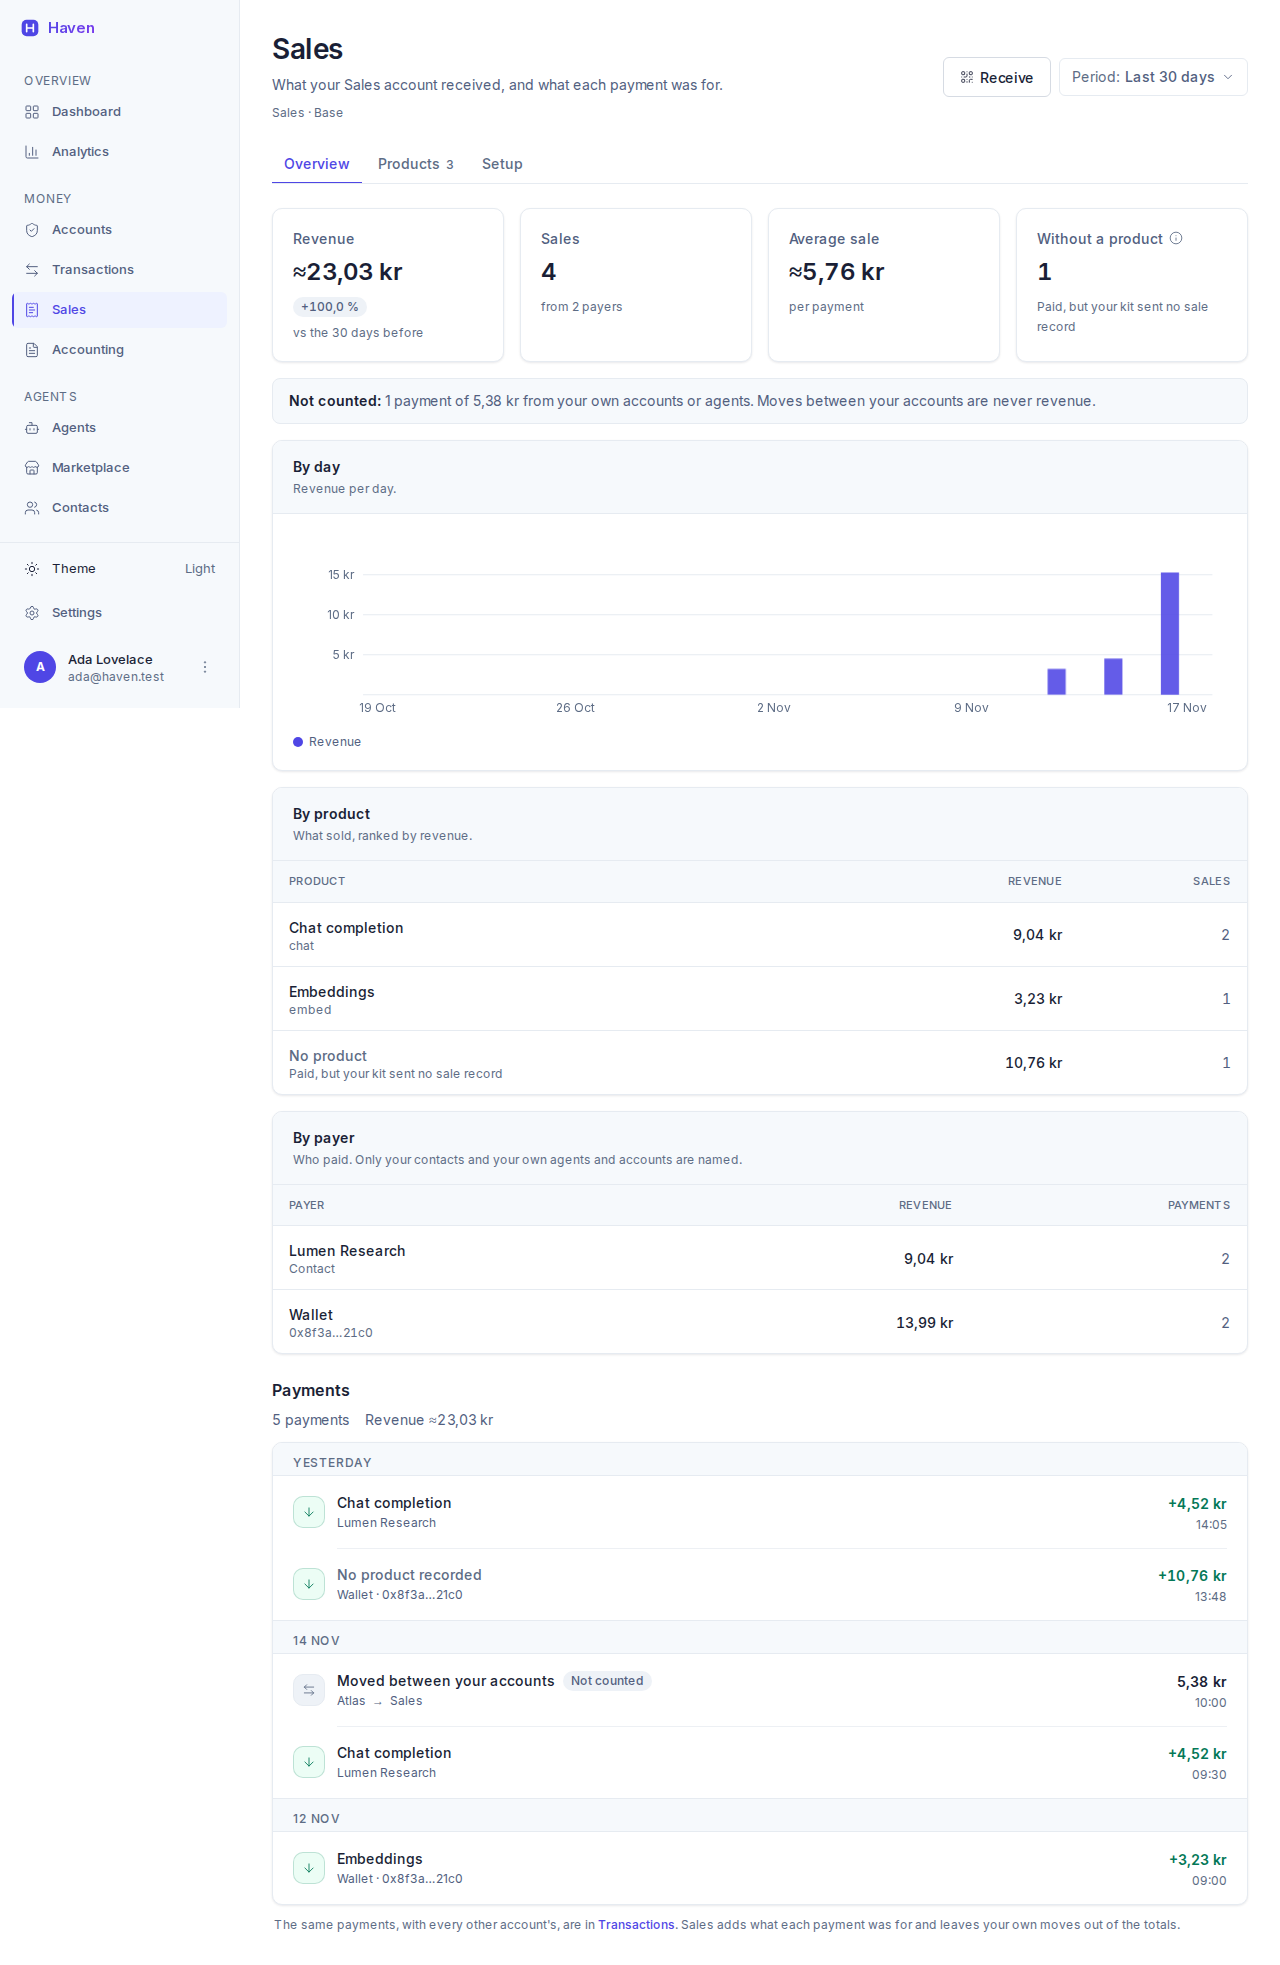 Haven
OVERVIEW
Dashboard
Analytics
MONEY
Accounts
Transactions
Sales
Accounting
AGENTS
Agents
Marketplace
Contacts
Theme Light
Settings
A
Ada Lovelace
ada@haven.test
Sales
What your Sales account received, and what each payment was for.
Sales · Base
Receive
Period: Last 30 days
Overview Products 3 Setup
Revenue
≈23,03 kr
+100,0 %
vs the 30 days before
Sales
4
from 2 payers
Average sale
≈5,76 kr
per payment
Without a product
1
Paid, but your kit sent no sale
record
Not counted: 1 payment of 5,38 kr from your own accounts or agents. Moves between your accounts are never revenue.
By day
Revenue per day.
15 kr
10 kr
5 kr
19 Oct 26 Oct 2 Nov 9 Nov 17 Nov
Revenue
By product
What sold, ranked by revenue.
PRODUCT REVENUE SALES
Chat completion 9,04 kr 2
chat
Embeddings 3,23 kr 1
embed
No product 10,76 kr 1
Paid, but your kit sent no sale record
By payer
Who paid. Only your contacts and your own agents and accounts are named.
PAYER REVENUE PAYMENTS
Lumen Research 9,04 kr 2
Contact
Wallet 13,99 kr 2
0x8f3a…21c0
Payments
5 payments Revenue ≈23,03 kr
YESTERDAY
Chat completion +4,52 kr
Lumen Research 14:05
No product recorded +10,76 kr
Wallet · 0x8f3a…21c0 13:48
14 NOV
Moved between your accounts Not counted 5,38 kr
Atlas → Sales 10:00
Chat completion +4,52 kr
Lumen Research 09:30
12 NOV
Embeddings +3,23 kr
Wallet · 0x8f3a…21c0 09:00
The same payments, with every other account's, are in Transactions. Sales adds what each payment was for and leaves your own moves out of the totals.